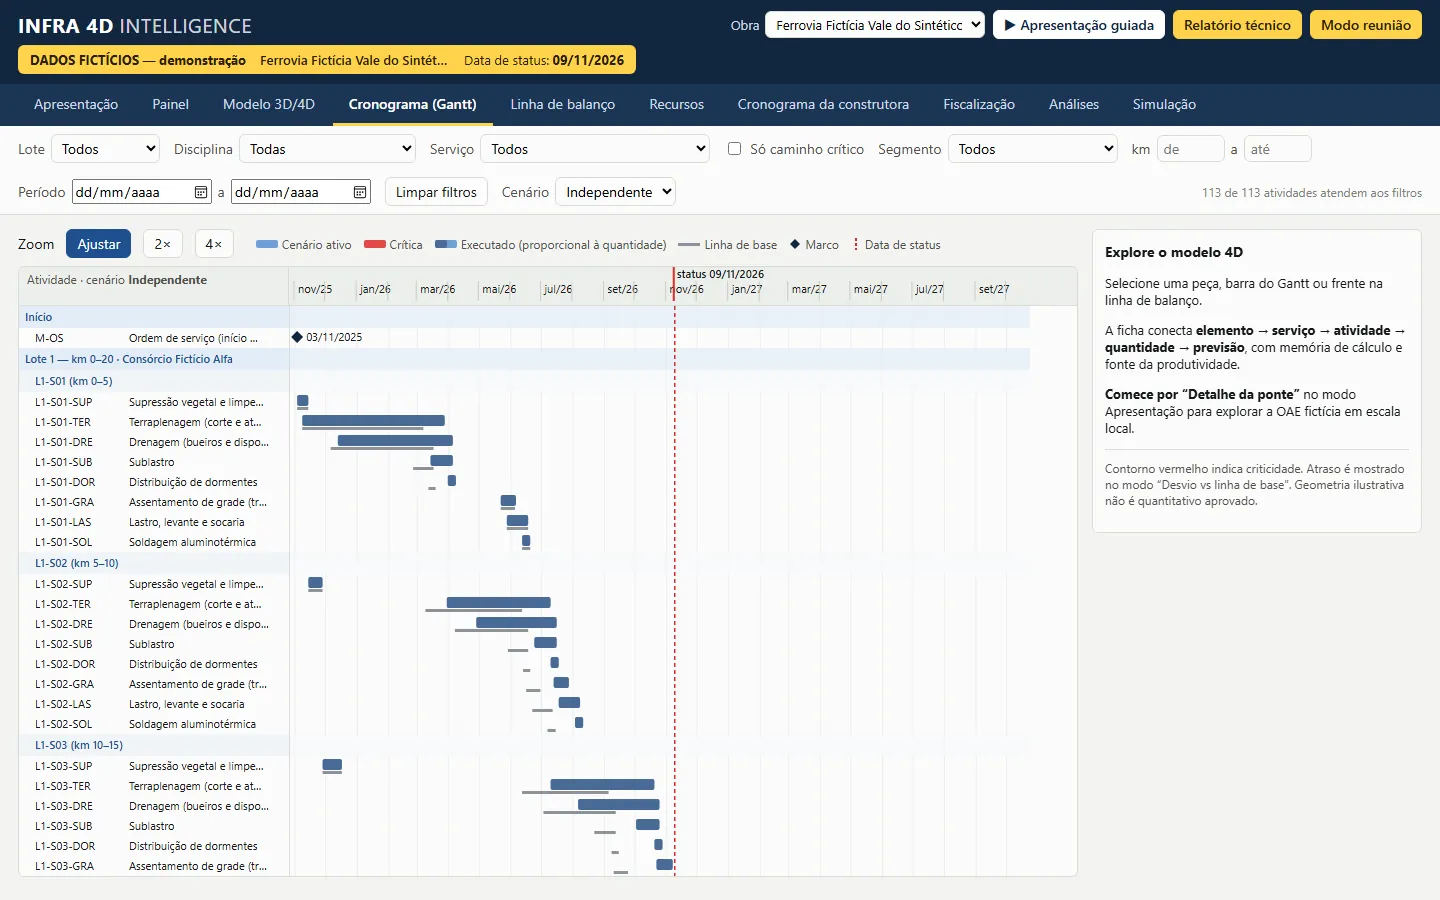 INFRA 4D INTELLIGENCE
Obra Ferrovia Fictícia Vale do Sintético ▶ Apresentação guiada Relatório técnico Modo reunião
DADOS FICTÍCIOS — demonstração Ferrovia Fictícia Vale do Sintét... Data de status: 09/11/2026
Apresentação Painel Modelo 3D/4D Cronograma (Gantt) Linha de balanço Recursos Cronograma da construtora Fiscalização Análises Simulação
Lote Todos Disciplina Todas Serviço Todos Só caminho crítico Segmento Todos km de a até
Período dd/mm/aaaa a dd/mm/aaaa Limpar filtros Cenário Independente 113 de 113 atividades atendem aos filtros
Zoom Ajustar 2× 4× Cenário ativo Crítica Executado (proporcional à quantidade) Linha de base Marco Data de status
Atividade · cenário Independente
status 09/11/2026
nov/25 jan/26 mar/26 mai/26 jul/26 set/26 nov/26 jan/27 mar/27 mai/27 jul/27 set/27
Início
M-OS Ordem de serviço (início ... 03/11/2025
Lote 1 — km 0–20 · Consórcio Fictício Alfa
L1-S01 (km 0–5)
L1-S01-SUP Supressão vegetal e limpe...
L1-S01-TER Terraplenagem (corte e at...
L1-S01-DRE Drenagem (bueiros e dispo...
L1-S01-SUB Sublastro
L1-S01-DOR Distribuição de dormentes
L1-S01-GRA Assentamento de grade (tr...
L1-S01-LAS Lastro, levante e socaria
L1-S01-SOL Soldagem aluminotérmica
L1-S02 (km 5–10)
L1-S02-SUP Supressão vegetal e limpe...
L1-S02-TER Terraplenagem (corte e at...
L1-S02-DRE Drenagem (bueiros e dispo...
L1-S02-SUB Sublastro
L1-S02-DOR Distribuição de dormentes
L1-S02-GRA Assentamento de grade (tr...
L1-S02-LAS Lastro, levante e socaria
L1-S02-SOL Soldagem aluminotérmica
L1-S03 (km 10–15)
L1-S03-SUP Supressão vegetal e limpe...
L1-S03-TER Terraplenagem (corte e at...
L1-S03-DRE Drenagem (bueiros e dispo...
L1-S03-SUB Sublastro
L1-S03-DOR Distribuição de dormentes
L1-S03-GRA Assentamento de grade (tr...
Explore o modelo 4D
Selecione uma peça, barra do Gantt ou frente na
linha de balanço.
A ficha conecta elemento → serviço → atividade →
quantidade → previsão, com memória de cálculo e
fonte da produtividade.
Comece por “Detalhe da ponte” no modo
Apresentação para explorar a OAE fictícia em escala
local.
Contorno vermelho indica criticidade. Atraso é mostrado
no modo “Desvio vs linha de base”. Geometria ilustrativa
não é quantitativo aprovado.